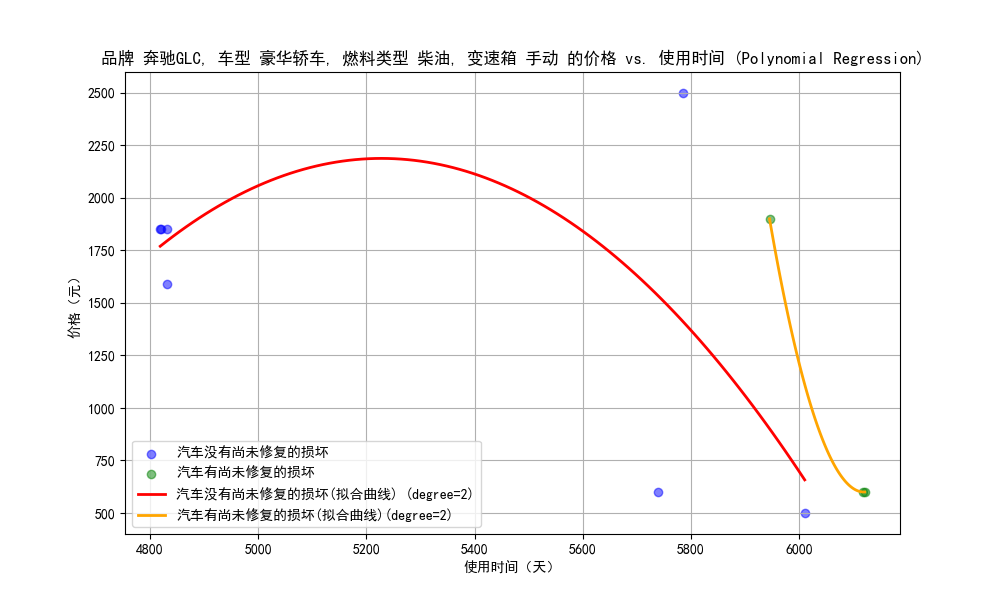 品牌 奔驰GLC, 车型 豪华轿车, 燃料类型 柴油, 变速箱 手动 的价格 vs. 使用时间 (Polynomial Regression)
价格（元）
2500
2250
2000
1750
1500
1250
1000
750
500
汽车没有尚未修复的损坏
汽车有尚未修复的损坏
汽车没有尚未修复的损坏(拟合曲线) (degree=2)
汽车有尚未修复的损坏(拟合曲线)(degree=2)
4800 5000 5200 5400 5600 5800 6000
使用时间（天）